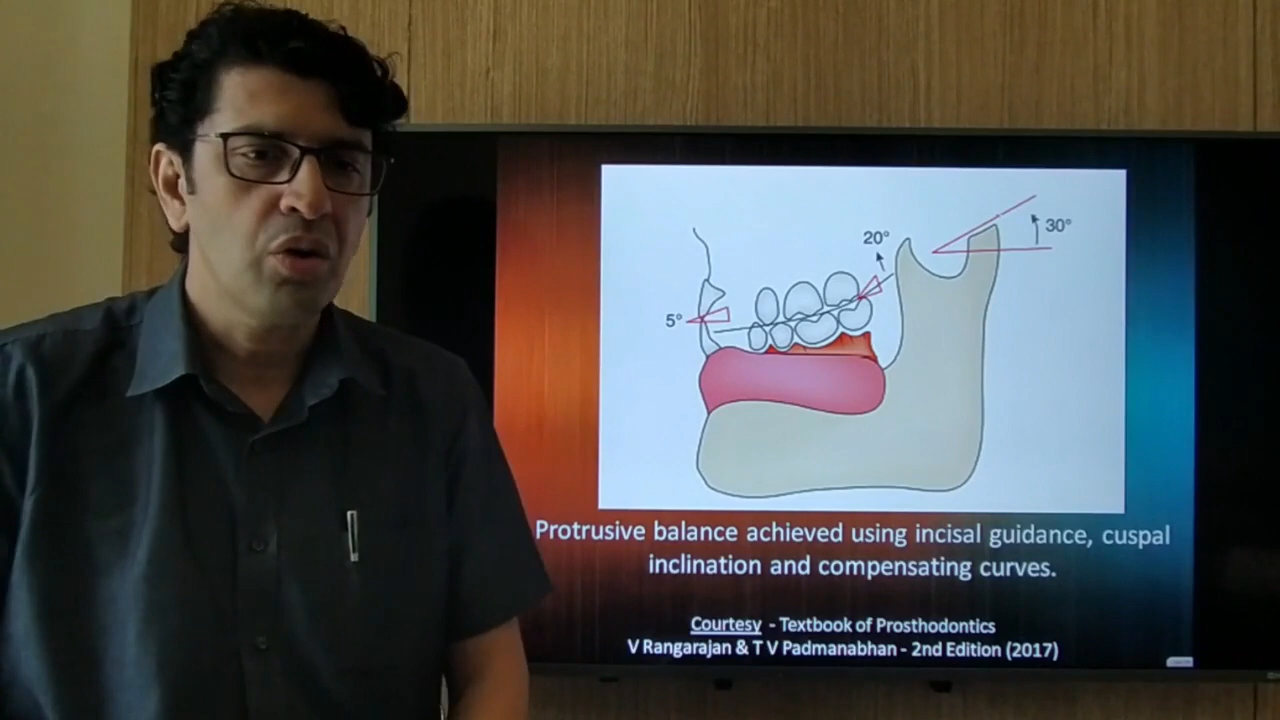 30°
20°
5°
Protrusive balance achieved using incisal guidance, cuspal
inclination and compensating curves.
Courtesy - Textbook of Prosthodontics
V Rangarajan & T V Padmanabhan - 2nd Edition (2017)